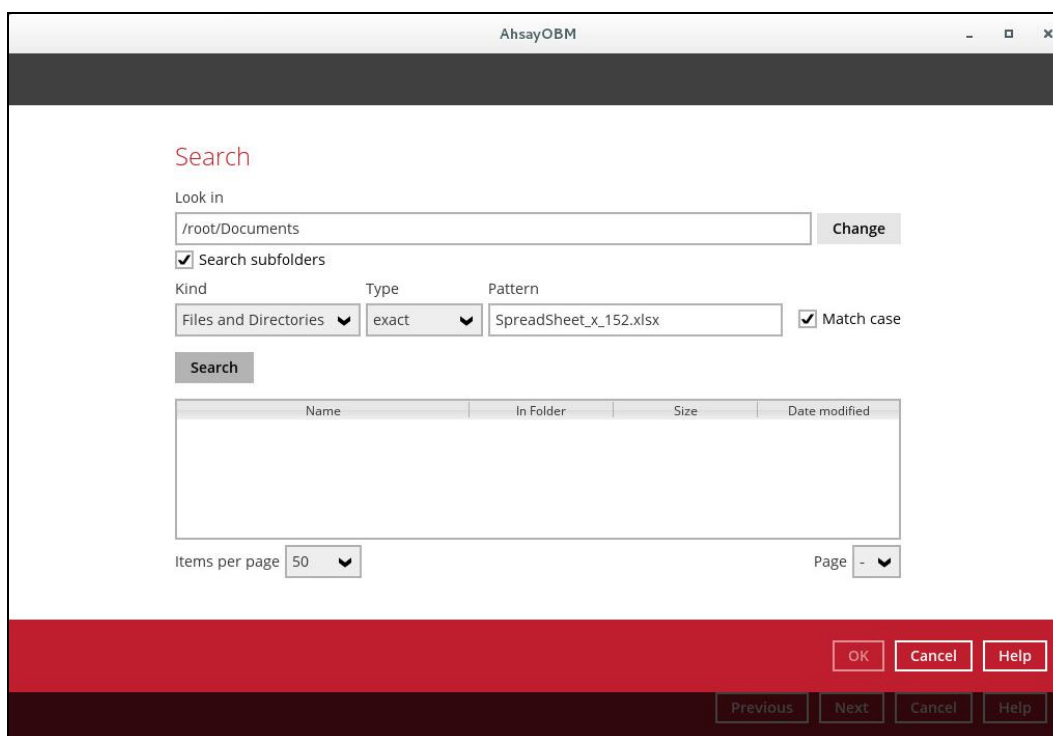 AhsayOBM
Search
Look in
/root/Documents
Change
Search subfolders
Kind Type Pattern
Files and Directories exact SpreadSheet_x_152.xlsx Match case
Search
Name In Folder Size Date modified
Items per page 50 Page -
OK Cancel Help
Previous Next Cancel Help